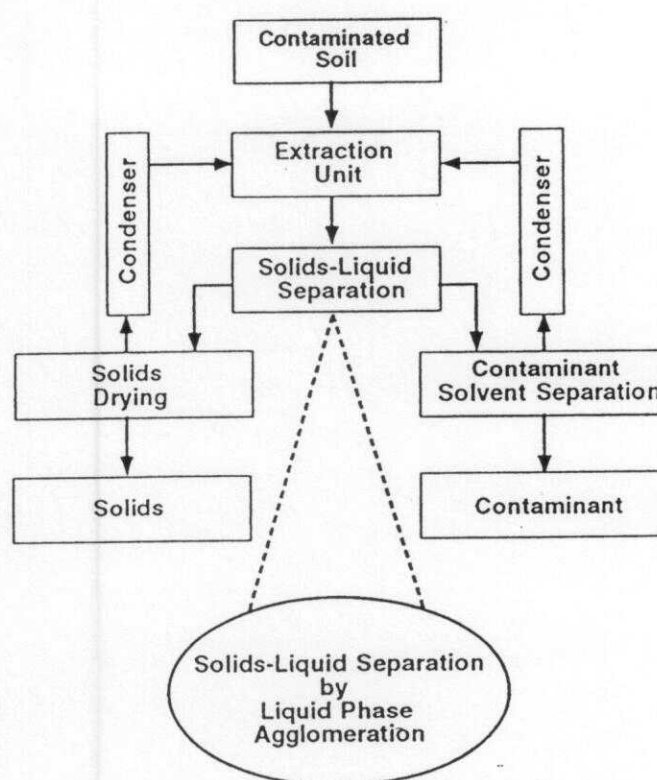 Contaminated
Soil
Extraction
Unit
Condenser
Condenser
Solids-Liquid
Separation
Solids
Drying
Contaminant
Solvent Separation
Solids
Contaminant
Solids-Liquid Separation
by
Liquid Phase
Agglomeration